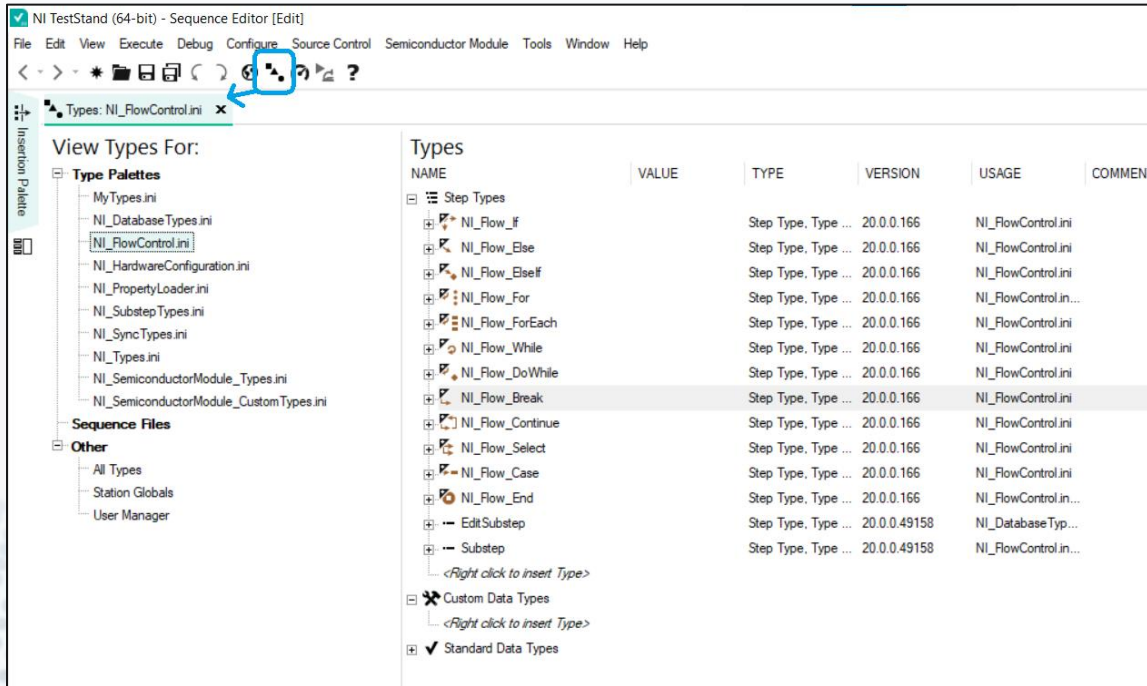 NI TestStand (64-bit) - Sequence Editor [Edit]
File Edit View Execute Debug Configure Source Control Semiconductor Module Tools Window Help
Types: NI_FlowControl.ini
Insertion Palette
View Types For:
Type Palettes
MyTypes.ini
NI_DatabaseTypes.ini
NI_FlowControl.ini
NI_HardwareConfiguration.ini
NI_PropertyLoader.ini
NI_SubstepTypes.ini
NI_SyncTypes.ini
NI_Types.ini
NI_SemiconductorModule_Types.ini
NI_SemiconductorModule_CustomTypes.ini
Sequence Files
Other
All Types
Station Globals
User Manager
Types
NAME VALUE TYPE VERSION USAGE COMMEN
Step Types
NI_Flow_If Step Type, Type ... 20.0.0.166 NI_FlowControl.ini
NI_Flow_Else Step Type, Type ... 20.0.0.166 NI_FlowControl.ini
NI_Flow_ElseIf Step Type, Type ... 20.0.0.166 NI_FlowControl.ini
NI_Flow_For Step Type, Type ... 20.0.0.166 NI_FlowControl.in...
NI_Flow_ForEach Step Type, Type ... 20.0.0.166 NI_FlowControl.ini
NI_Flow_While Step Type, Type ... 20.0.0.166 NI_FlowControl.ini
NI_Flow_DoWhile Step Type, Type ... 20.0.0.166 NI_FlowControl.ini
NI_Flow_Break Step Type, Type ... 20.0.0.166 NI_FlowControl.ini
NI_Flow_Continue Step Type, Type ... 20.0.0.166 NI_FlowControl.ini
NI_Flow_Select Step Type, Type ... 20.0.0.166 NI_FlowControl.ini
NI_Flow_Case Step Type, Type ... 20.0.0.166 NI_FlowControl.ini
NI_Flow_End Step Type, Type ... 20.0.0.166 NI_FlowControl.in...
EditSubstep Step Type, Type ... 20.0.0.49158 NI_DatabaseTyp...
Substep Step Type, Type ... 20.0.0.49158 NI_FlowControl.in...
<Right click to insert Type>
Custom Data Types
<Right click to insert Type>
Standard Data Types